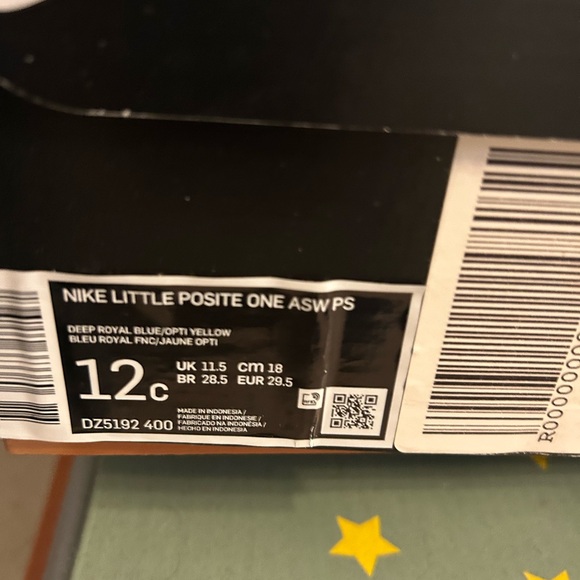 NIKE LITTLE POSITE ONE ASW PS
DEEP ROYAL BLUE/OPTI YELLOW
BLEU ROYAL FNC/JAUNE OPTI
12c
UK 11.5 cm 18
BR 28.5 EUR 29.5
DZ5192 400
MADE IN INDONESIA/
FABRIQUE EN INDONESIE/
FABRICADO NA INDONÉSIA/
HECHO EN INDONESIA